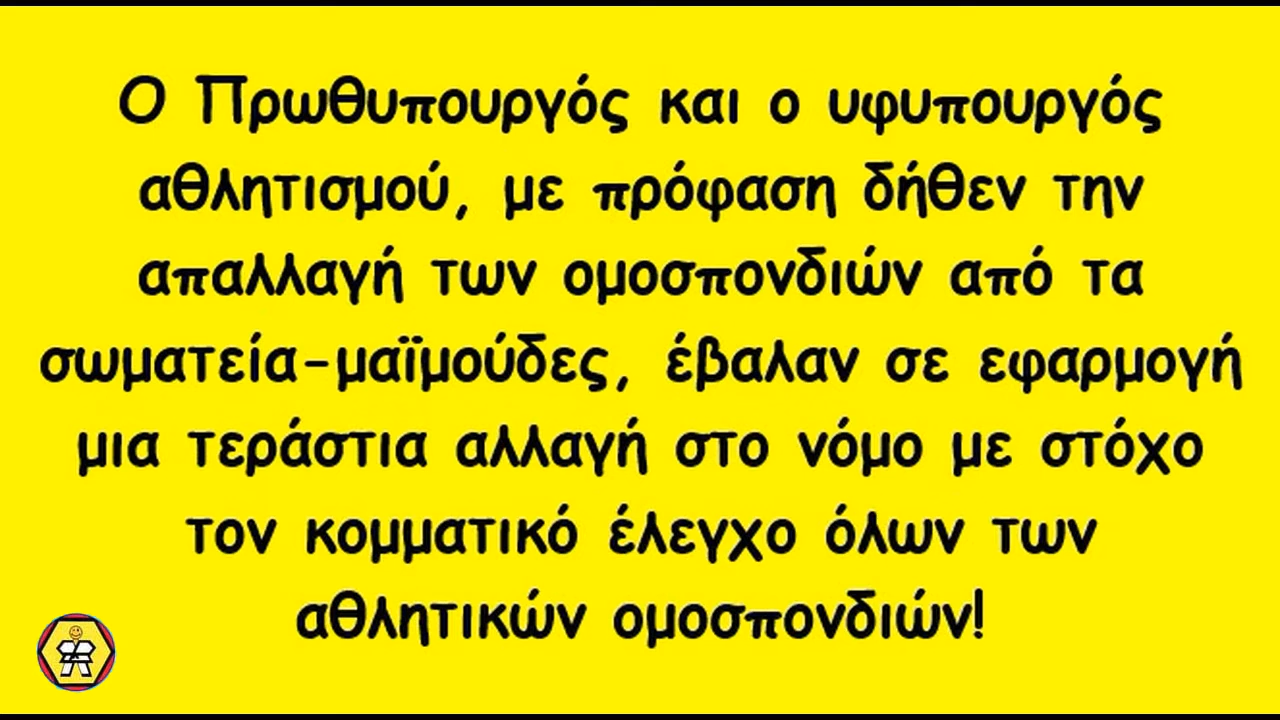 Ο Πρωθυπουργός και ο υφυπουργός
αθλητισμού, με πρόφαση δήθεν την
απαλλαγή των ομοσπονδιών από τα
σωματεία-μαϊμούδες, έβαλαν σε εφαρμογή
μια τεράστια αλλαγή στο νόμο με στόχο
τον κομματικό έλεγχο όλων των
αθλητικών ομοσπονδιών!